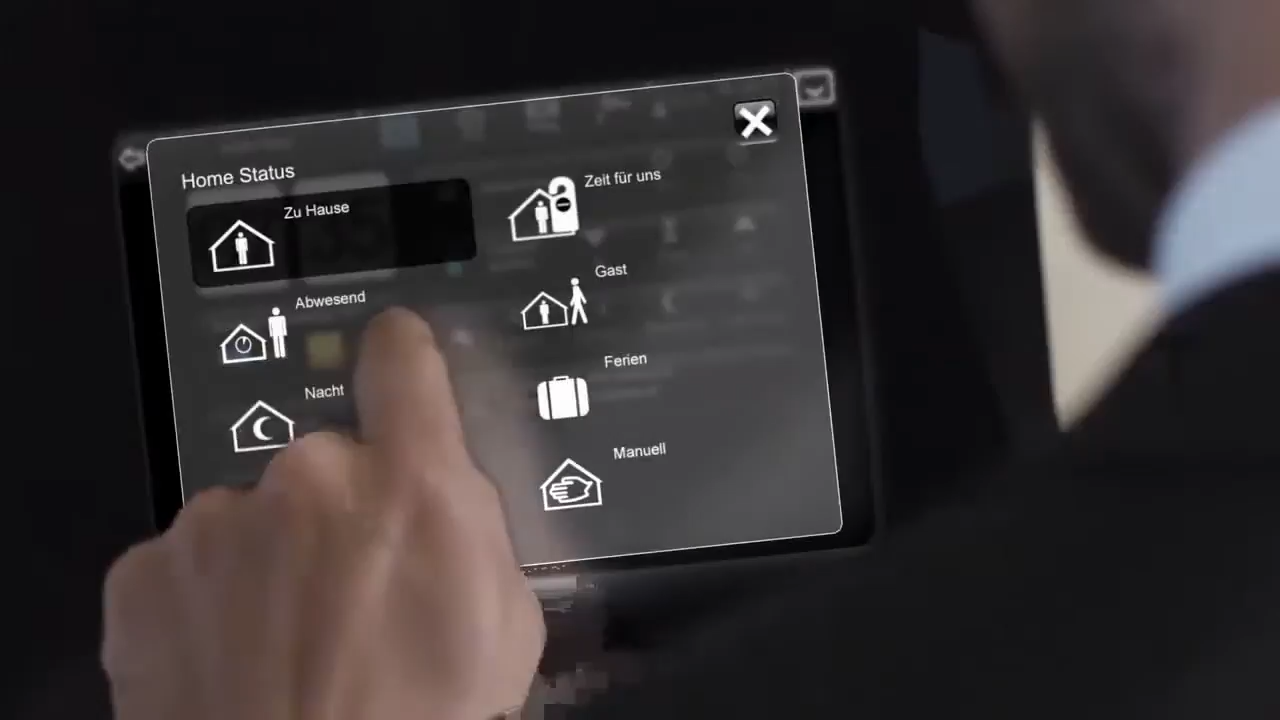 Home Status
Zu Hause
Abwesend
Nacht
Zeit für uns
Gast
Ferien
Manuell